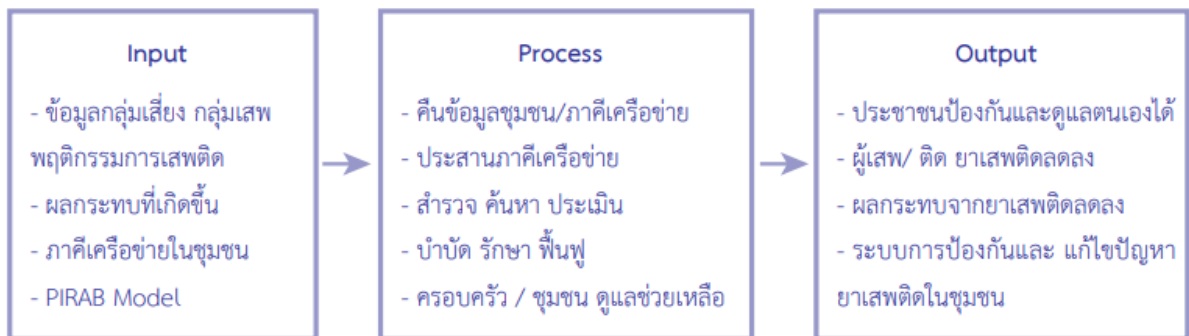 Input
- ข้อมูลกลุ่มเสี่ยง กลุ่มเสพ
พฤติกรรมการเสพติด
- ผลกระทบที่เกิดขึ้น
- ภาคีเครือข่ายในชุมชน
- PIRAB Model
Process
- คืนข้อมูลชุมชน/ภาคีเครือข่าย
- ประสานภาคีเครือข่าย
- สำรวจ ค้นหา ประเมิน
- บำบัด รักษา ฟื้นฟู
- ครอบครัว / ชุมชน ดูแลช่วยเหลือ
Output
- ประชาชนป้องกันและดูแลตนเองได้
- ผู้เสพ/ ติด ยาเสพติดลดลง
- ผลกระทบจากยาเสพติดลดลง
- ระบบการป้องกันและ แก้ไขปัญหา
ยาเสพติดในชุมชน